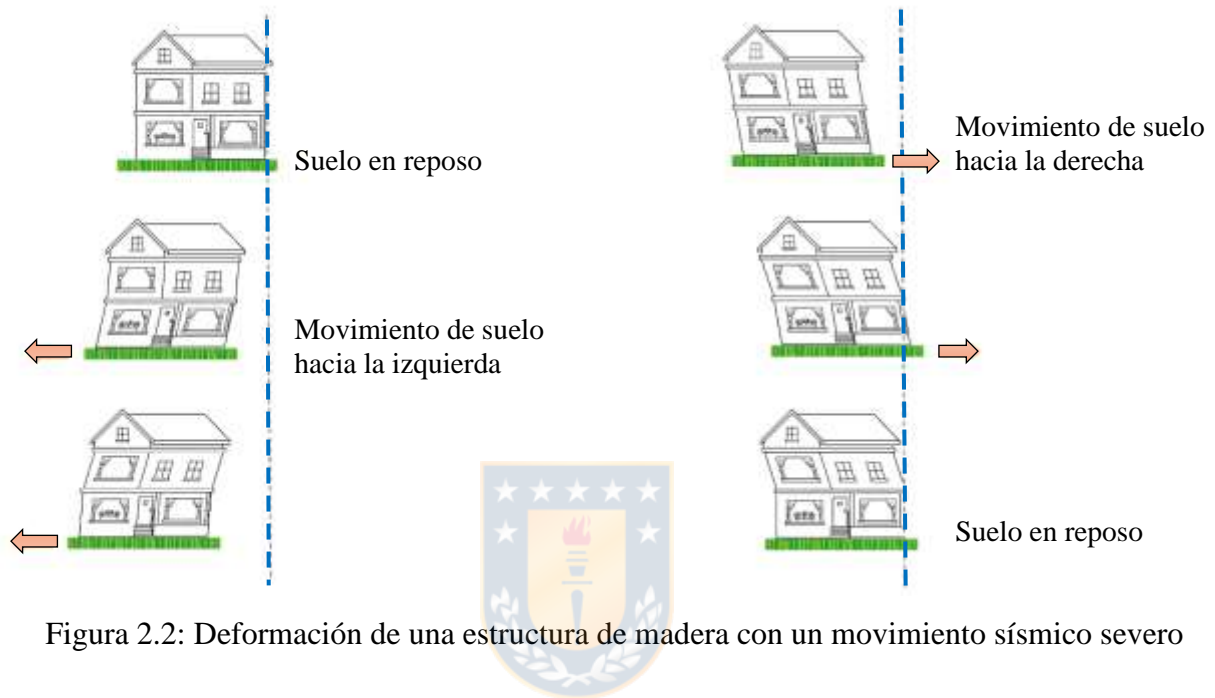 Suelo en reposo
Movimiento de suelo
hacia la izquierda
Movimiento de suelo
hacia la derecha
Suelo en reposo
Figura 2.2: Deformación de una estructura de madera con un movimiento sísmico severo